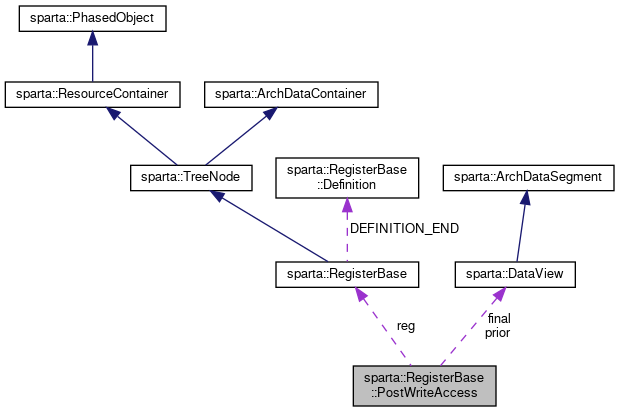 sparta::PhasedObject
sparta::ResourceContainer
sparta::ArchDataContainer
sparta::TreeNode
sparta::RegisterBase
::Definition
sparta::ArchDataSegment
DEFINITION_END
sparta::RegisterBase
sparta::DataView
reg
final
prior
sparta::RegisterBase
::PostWriteAccess